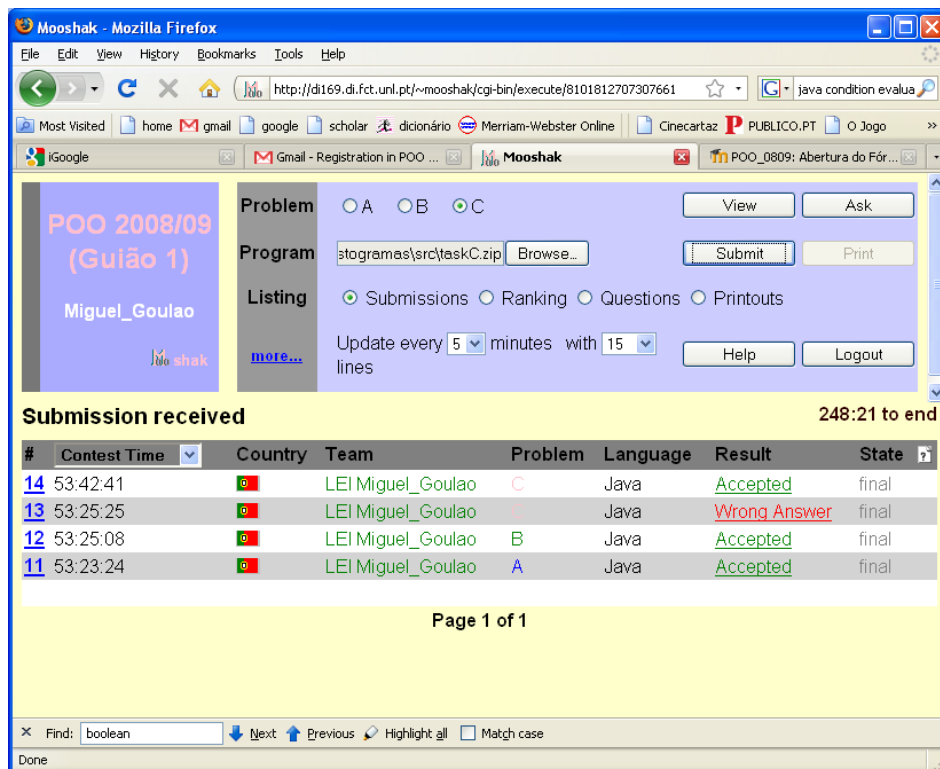 Mooshak - Mozilla Firefox
File Edit View History Bookmarks Tools Help
http://di169.di.fct.unl.pt/~mooshak/cgi-bin/execute/8101812707307661 G java condition evalua
Most Visited home gmail google scholar dicionário Merriam-Webster Online Cinecartaz P PUBLICO.PT O Jogo »
iGoogle Gmail - Registration in POO ... Mooshak POO_0809: Abertura do Fór...
POO 2008/09
(Guião 1)
Miguel_Goulao
shak
Problem A B C View Ask
Program stogramas\src\taskC.zip Browse... Submit Print
Listing Submissions Ranking Questions Printouts
more... Update every 5 minutes with 15
lines
Help Logout
Submission received 248:21 to end
# Contest Time Country Team Problem Language Result State ?
14 53:42:41 LEI Miguel_Goulao C Java Accepted final
13 53:25:25 LEI Miguel_Goulao Java Wrong Answer final
12 53:25:08 LEI Miguel_Goulao B Java Accepted final
11 53:23:24 LEI Miguel_Goulao A Java Accepted final
Page 1 of 1
× Find: boolean Next Previous Highlight all Match case
Done